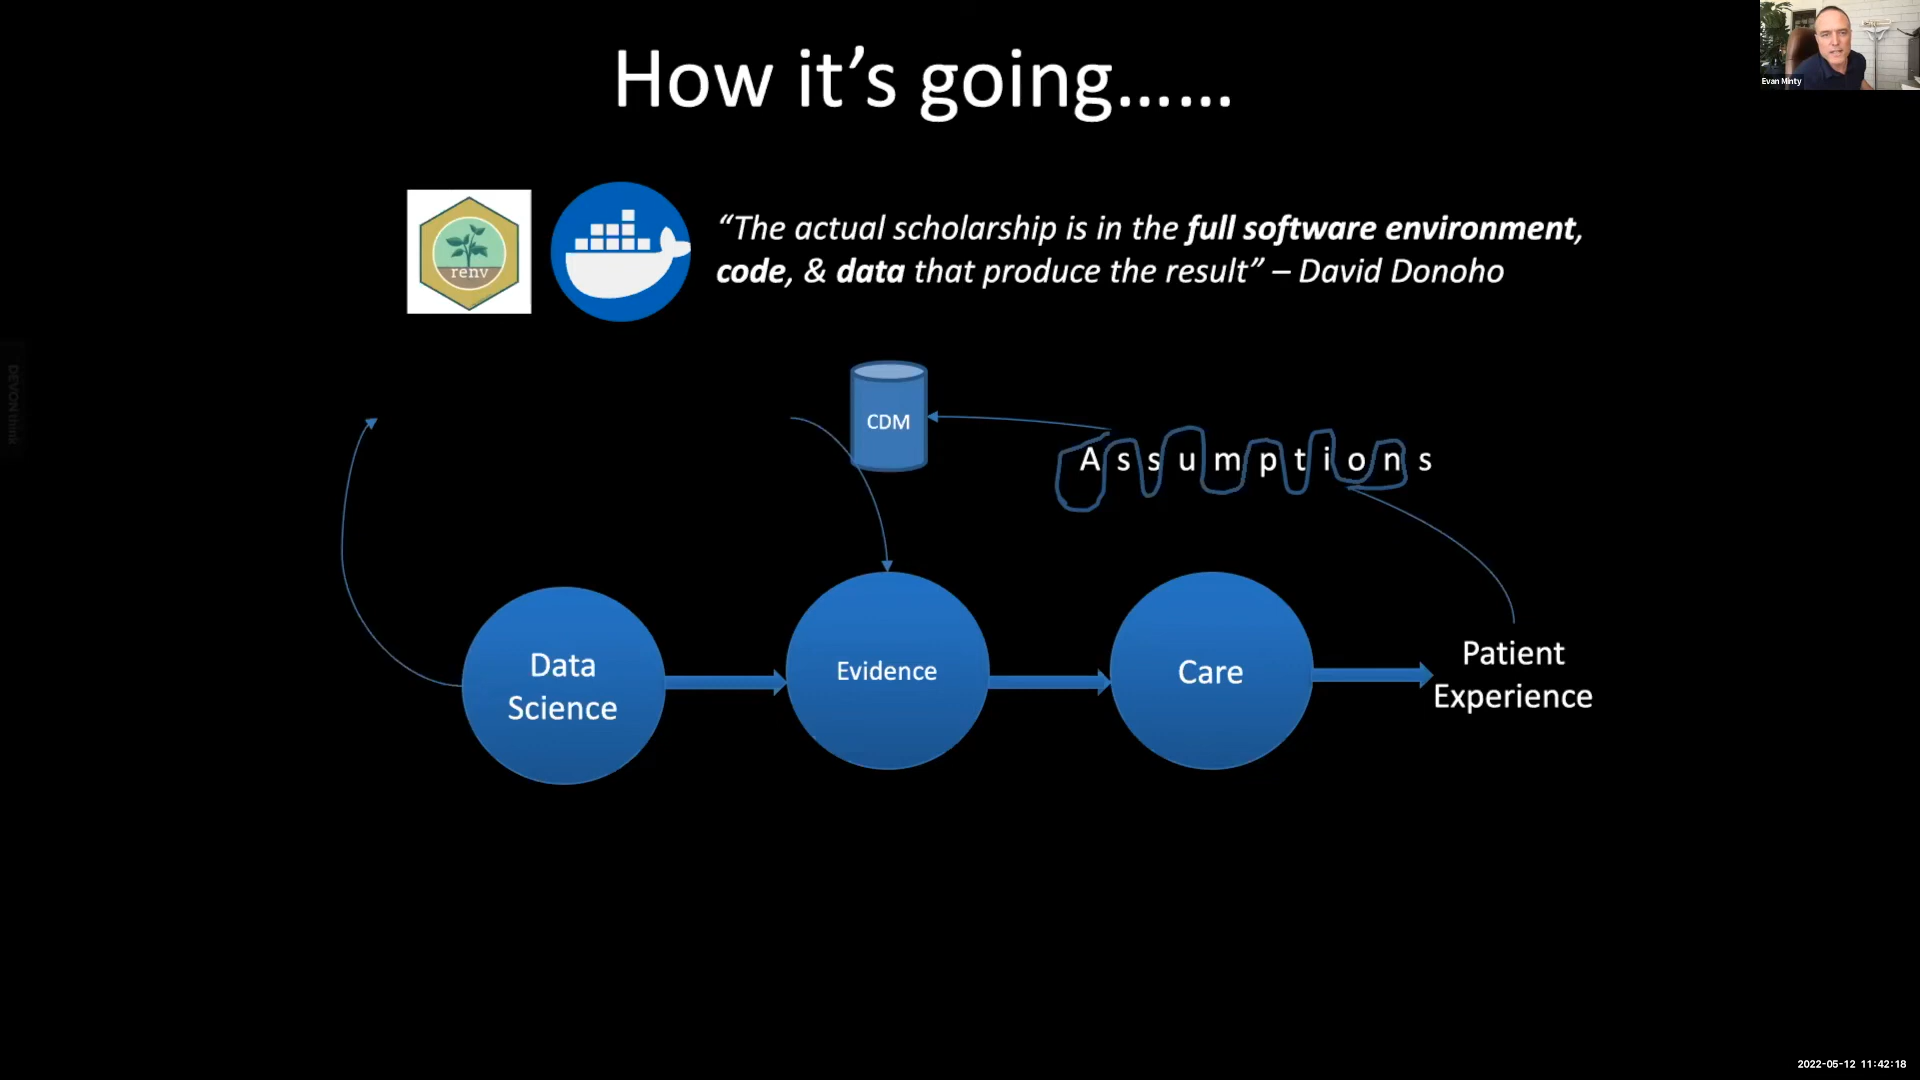 How it’s going......
Evan Minty
renv
“The actual scholarship is in the full software environment,
code, & data that produce the result” – David Donoho
DEVONthink
CDM
A s s u m p t i o n s
Data
Science
Evidence
Care
Patient
Experience
2022-05-12 11:42:18